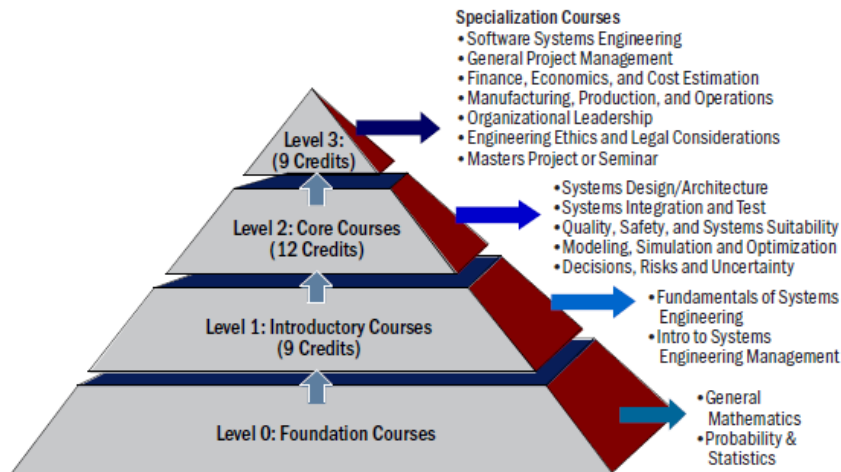 Specialization Courses
•Software Systems Engineering
•General Project Management
•Finance, Economics, and Cost Estimation
•Manufacturing, Production, and Operations
•Organizational Leadership
•Engineering Ethics and Legal Considerations
•Masters Project or Seminar
Level 3:
(9 Credits)
•Systems Design/Architecture
•Systems Integration and Test
•Quality, Safety, and Systems Suitability
•Modeling, Simulation and Optimization
•Decisions, Risks and Uncertainty
Level 2: Core Courses
(12 Credits)
•Fundamentals of Systems
Engineering
•Intro to Systems
Engineering Management
Level 1: Introductory Courses
(9 Credits)
•General
Mathematics
•Probability &
Statistics
Level 0: Foundation Courses